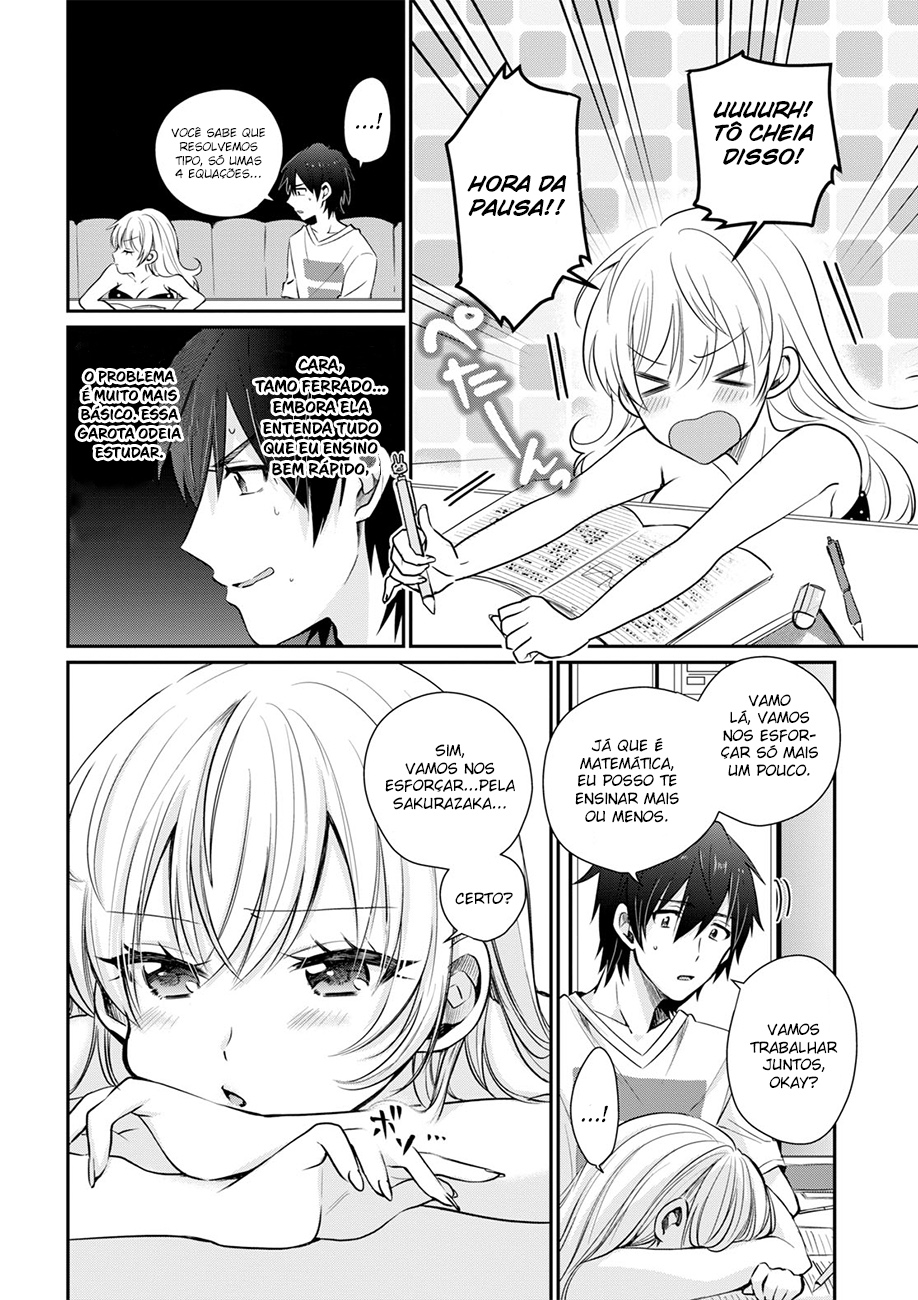 UUUURH!
TÔ CHEIA
DISSO!
HORA DA
PAUSA!!
ぺたーんっ
...!
VOCÊ SABE QUE
RESOLVEMOS
TIPO, SÓ UMAS
4 EQUAÇÕES...
CARA,
TAMO FERRADO...
EMBORA ELA
ENTENDA TUDO
QUE EU ENSINO
BEM RÁPIDO,
O PROBLEMA
É MUITO MAIS
BÁSICO. ESSA
GAROTA ODEIA
ESTUDAR.
VAMO
LÁ, VAMOS
NOS ESFOR-
ÇAR SÓ MAIS
UM POUCO.
JÁ QUE É
MATEMÁTICA,
EU POSSO TE
ENSINAR MAIS
OU MENOS.
VAMOS
TRABALHAR
JUNTOS,
OKAY?
...!
SIM,
VAMOS NOS
ESFORÇAR...PELA
SAKURAZAKA...
CERTO?
ボソ...